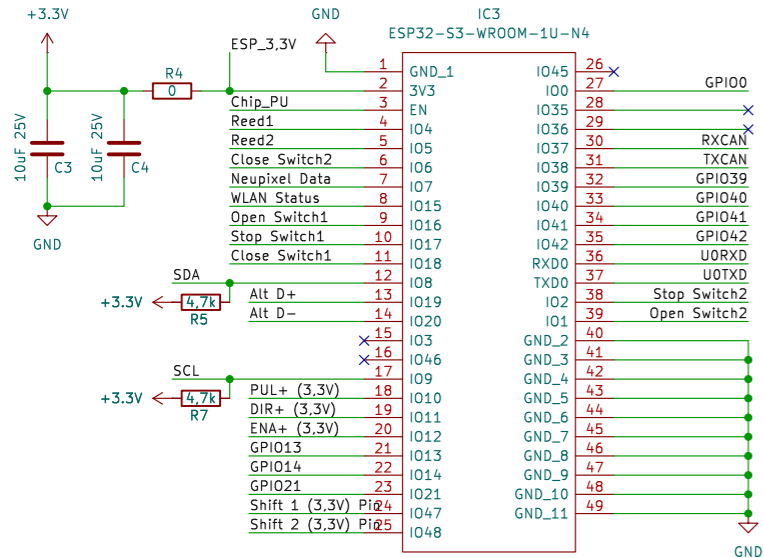 +3.3V
GND
IC3
ESP32-S3-WROOM-1U-N4
ESP_3,3V
R4
0
10uF 25V
C3
10uF 25V
C4
GND
1 GND_1
2 3V3
Chip_PU 3 EN
Reed1 4 IO4
Reed2 5 IO5
Close Switch2 6 IO6
Neupixel Data 7 IO7
WLAN Status 8 IO15
Open Switch1 9 IO16
Stop Switch1 10 IO17
Close Switch1 11 IO18
SDA 12 IO8
+3.3V 4,7k R5
Alt D+ 13 IO19
Alt D- 14 IO20
15 IO3
16 IO46
SCL 17 IO9
+3.3V 4,7k R7
PUL+ (3,3V) 18 IO10
DIR+ (3,3V) 19 IO11
ENA+ (3,3V) 20 IO12
GPIO13 21 IO13
GPIO14 22 IO14
GPIO21 23 IO21
Shift 1 (3,3V) Pin 24 IO47
Shift 2 (3,3V) Pin 25 IO48
IO45 26
IO0 27 GPIO0
IO35 28
IO36 29
IO37 30 RXCAN
IO38 31 TXCAN
IO39 32 GPIO39
IO40 33 GPIO40
IO41 34 GPIO41
IO42 35 GPIO42
RXD0 36 U0RXD
TXD0 37 U0TXD
IO2 38 Stop Switch2
IO1 39 Open Switch2
GND_2 40
GND_3 41
GND_4 42
GND_5 43
GND_6 44
GND_7 45
GND_8 46
GND_9 47
GND_10 48
GND_11 49
GND